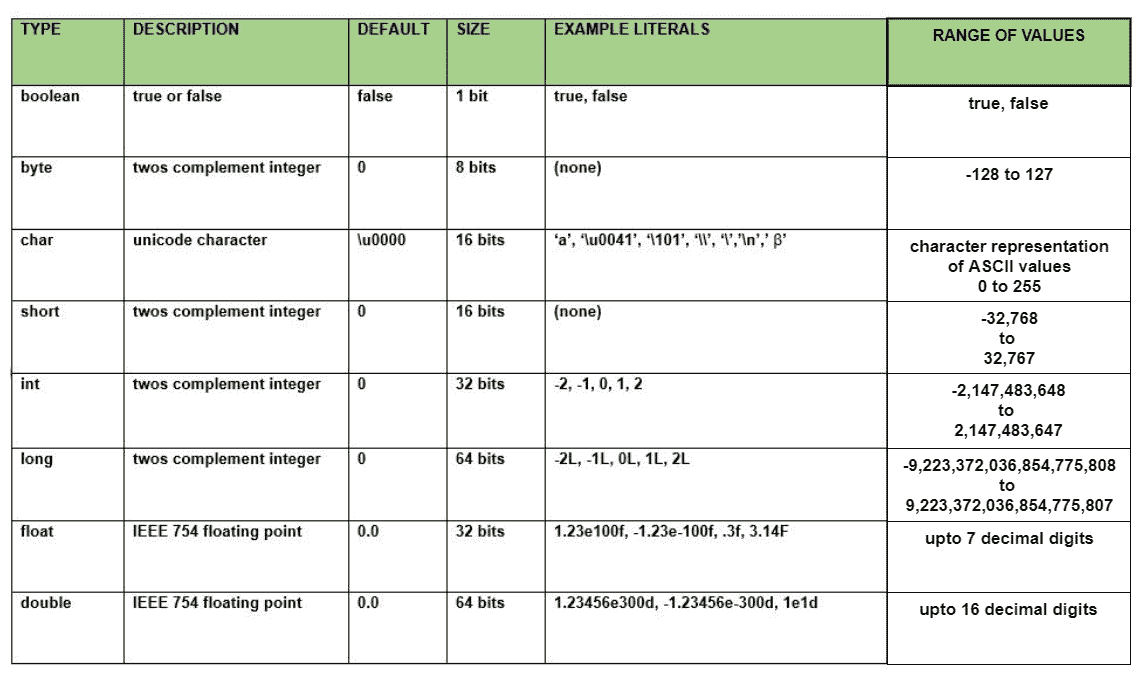 TYPE DESCRIPTION DEFAULT SIZE EXAMPLE LITERALS RANGE OF VALUES
boolean true or false false 1 bit true, false true, false
byte twos complement integer 0 8 bits (none) -128 to 127
char unicode character \u0000 16 bits ‘a’, ‘\u0041’, ‘\101’, ‘\\’, ‘\’,’\n’,’ β’ character representation
of ASCII values
0 to 255
short twos complement integer 0 16 bits (none) -32,768
to
32,767
int twos complement integer 0 32 bits -2, -1, 0, 1, 2 -2,147,483,648
to
2,147,483,647
long twos complement integer 0 64 bits -2L, -1L, 0L, 1L, 2L -9,223,372,036,854,775,808
to
9,223,372,036,854,775,807
float IEEE 754 floating point 0.0 32 bits 1.23e100f, -1.23e-100f, .3f, 3.14F upto 7 decimal digits
double IEEE 754 floating point 0.0 64 bits 1.23456e300d, -1.23456e-300d, 1e1d upto 16 decimal digits